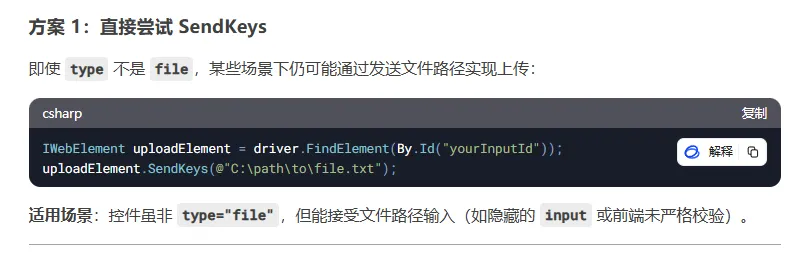 方案 1：直接尝试 SendKeys
即使 type 不是 file，某些场景下仍可能通过发送文件路径实现上传：
csharp 复制
IWebElement uploadElement = driver.FindElement(By.Id("yourInputId"));
uploadElement.SendKeys(@"C:\path\to\file.txt");
解释
适用场景：控件虽非 type="file"，但能接受文件路径输入（如隐藏的 input 或前端未严格校验）。